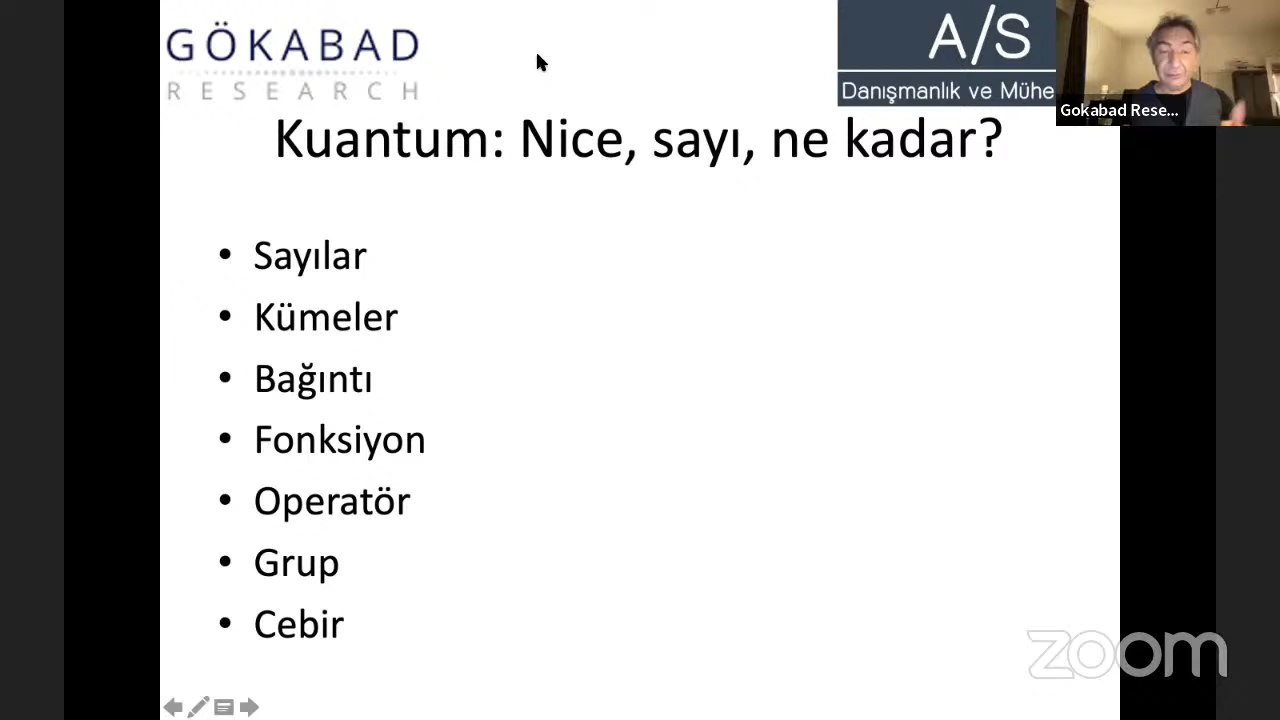 GÖKABAD
RESEARCH
A/S
Danışmanlık ve Mühe
Gokabad Rese...
Kuantum: Nice, sayı, ne kadar?
• Sayılar
• Kümeler
• Bağıntı
• Fonksiyon
• Operatör
• Grup
• Cebir
zoom